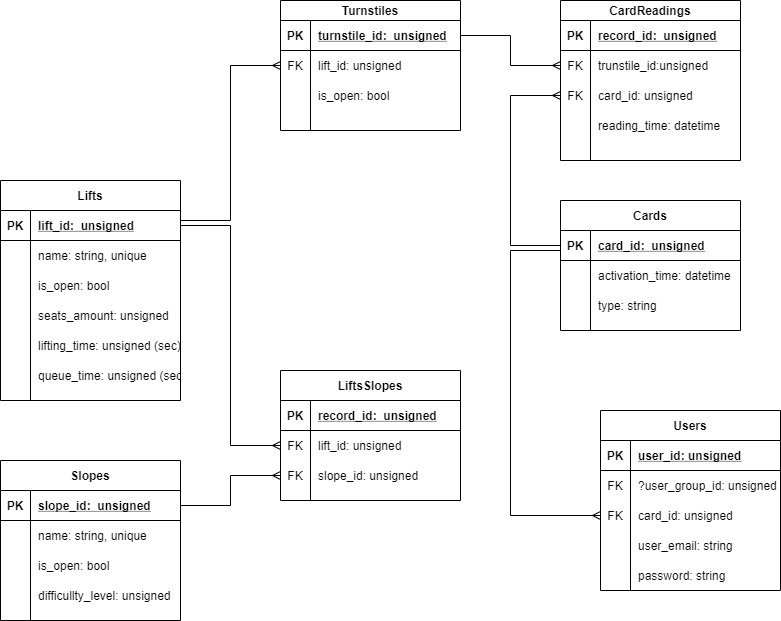 Turnstiles
PK turnstile_id: unsigned
FK lift_id: unsigned
is_open: bool
CardReadings
PK record_id: unsigned
FK trunstile_id:unsigned
FK card_id: unsigned
reading_time: datetime
Lifts
PK lift_id: unsigned
name: string, unique
is_open: bool
seats_amount: unsigned
lifting_time: unsigned (sec)
queue_time: unsigned (sec
Cards
PK card_id: unsigned
activation_time: datetime
type: string
LiftsSlopes
PK record_id: unsigned
FK lift_id: unsigned
FK slope_id: unsigned
Users
PK user_id: unsigned
FK ?user_group_id: unsigned
FK card_id: unsigned
user_email: string
password: string
Slopes
PK slope_id: unsigned
name: string, unique
is_open: bool
difficullty_level: unsigned